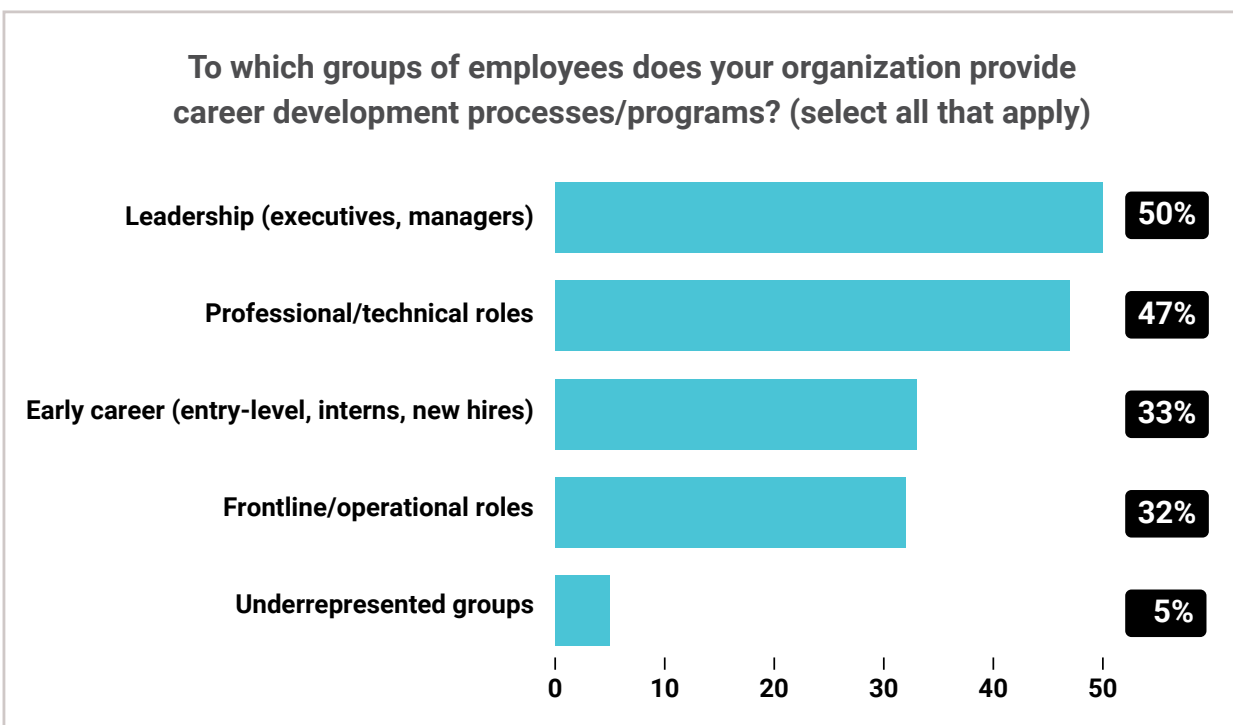 To which groups of employees does your organization provide
career development processes/programs? (select all that apply)
Leadership (executives, managers) 50%
Professional/technical roles 47%
Early career (entry-level, interns, new hires) 33%
Frontline/operational roles 32%
Underrepresented groups 5%
0 10 20 30 40 50